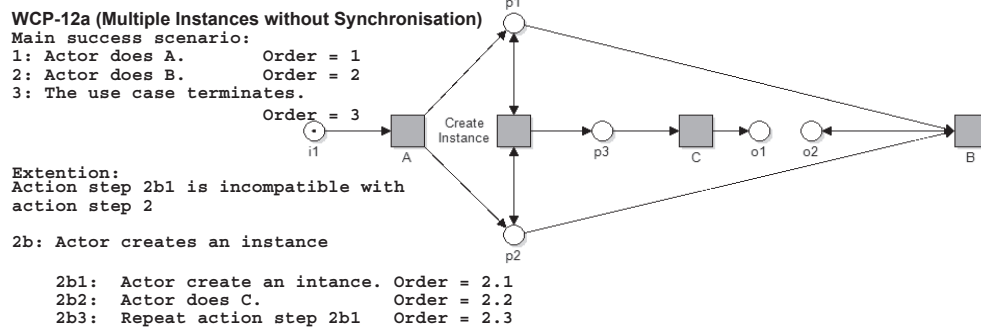 WCP-12a (Multiple Instances without Synchronisation)
Main success scenario:
1: Actor does A. Order = 1
2: Actor does B. Order = 2
3: The use case terminates.
Order = 3
Extention:
Action step 2b1 is incompatible with
action step 2
2b: Actor creates an instance
2b1: Actor create an intance. Order = 2.1
2b2: Actor does C. Order = 2.2
2b3: Repeat action step 2b1 Order = 2.3
p1
Create
Instance
i1
A
p3
C
o1
o2
B
p2